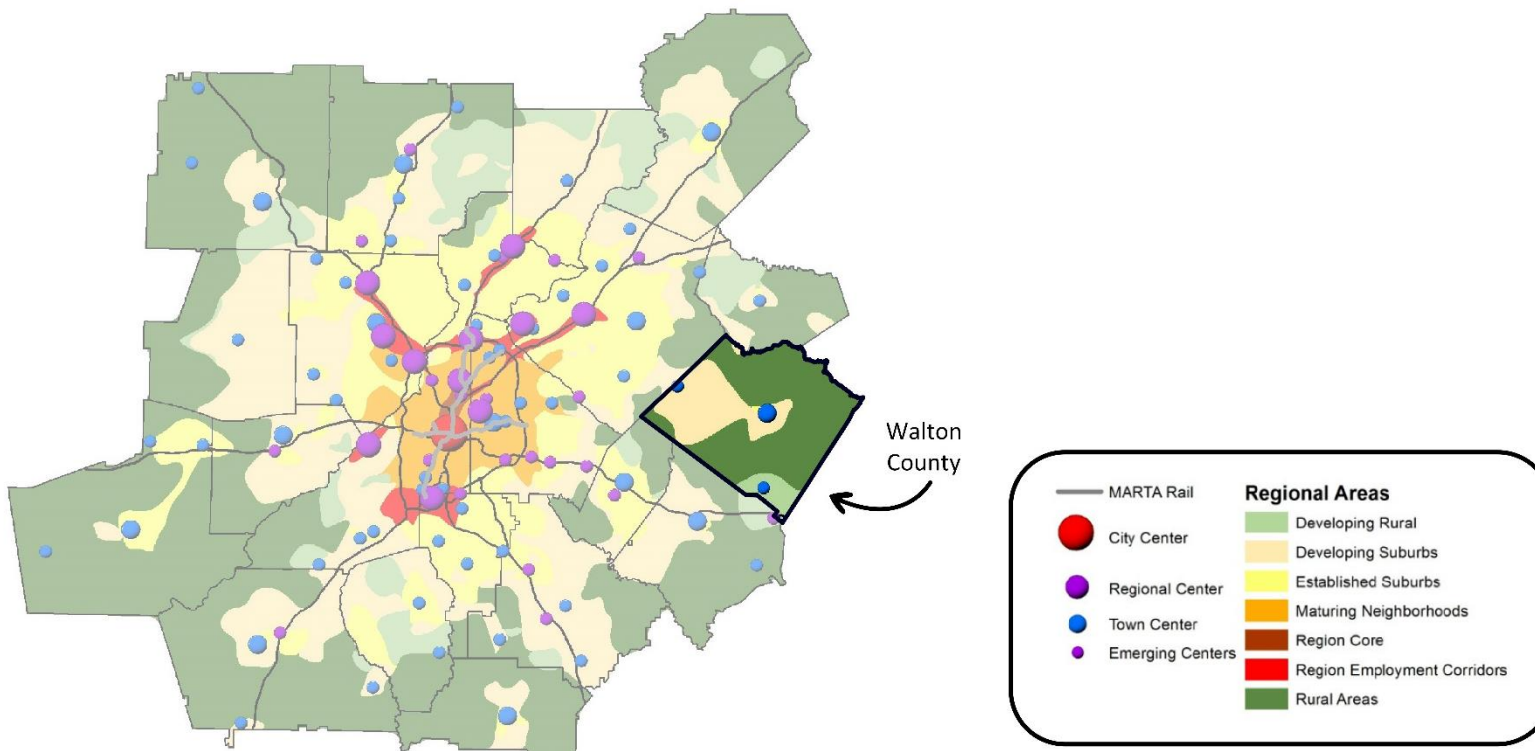 Walton
County
MARTA Rail
City Center
Regional Center
Town Center
Emerging Centers
Regional Areas
Developing Rural
Developing Suburbs
Established Suburbs
Maturing Neighborhoods
Region Core
Region Employment Corridors
Rural Areas